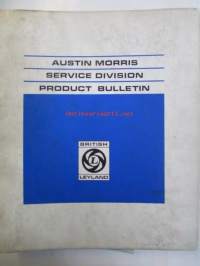 AUSTIN MORRIS
SERVICE DIVISION
PRODUCT BULLETIN
BRITISH
L
LEYLAND